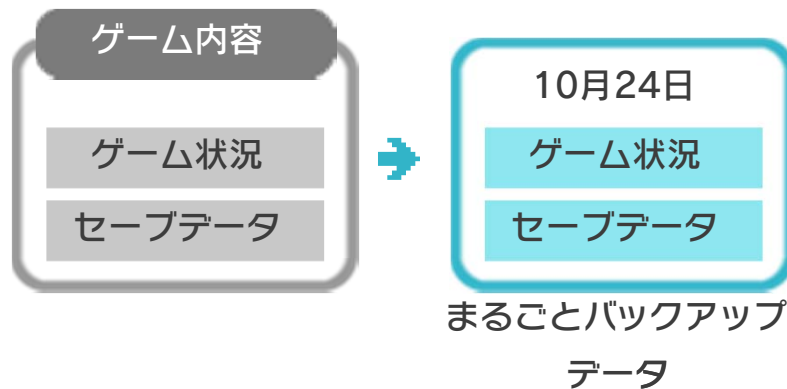 ゲーム内容
ゲーム状況
セーブデータ
10月24日
ゲーム状況
セーブデータ
まるごとバックアップ
データ